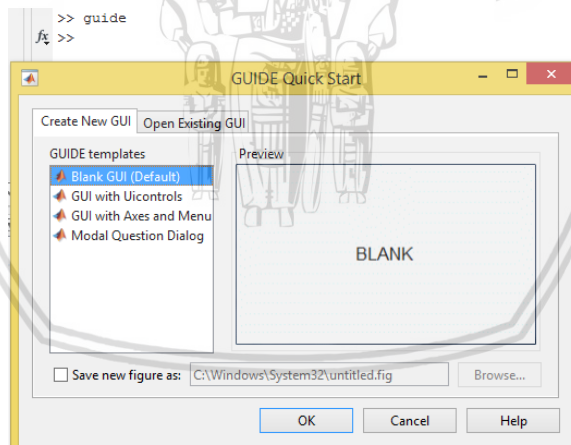 >> guide
fx >>
GUIDE Quick Start
Create New GUI Open Existing GUI
GUIDE templates Preview
Blank GUI (Default)
GUI with Uicontrols
GUI with Axes and Menu
Modal Question Dialog
BLANK
Save new figure as: C:\Windows\System32\untitled.fig Browse...
OK Cancel Help